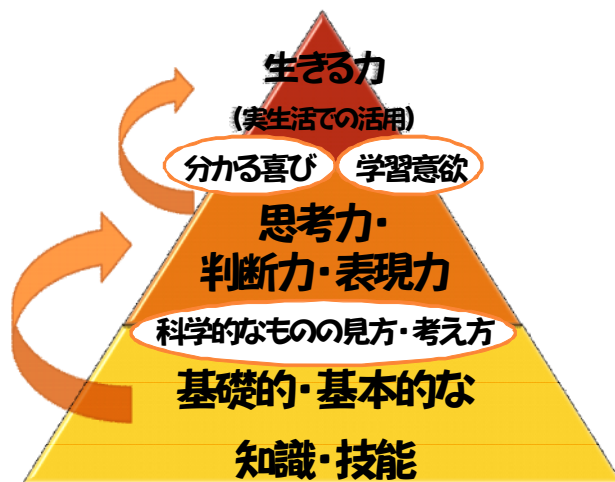 生きる力
(実生活での活用)
分かる喜び 学習意欲
思考力・
判断力・表現力
科学的なものの見方・考え方
基礎的・基本的な
知識・技能